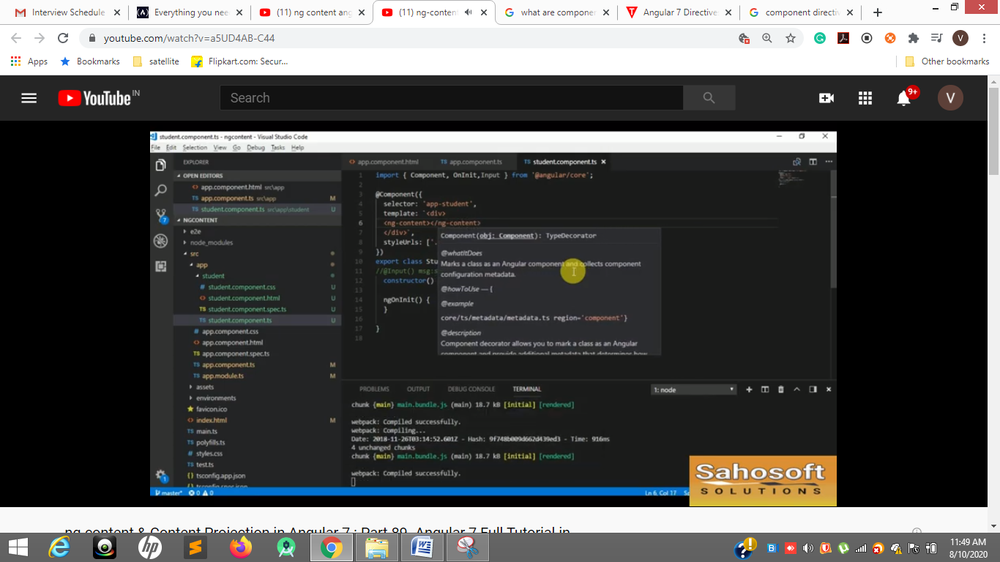 Interview Schedule
Everything you nee
(11) ng content ang
(11) ng-content
what are componen
Angular 7 Directive
component directiv
youtube.com/watch?v=a5UD4AB-C44
V
Apps
Bookmarks
satellite
Flipkart.com: Secur...
Other bookmarks
YouTube IN
Search
9+
V
student.component.ts - ngcontent - Visual Studio Code
File Edit Selection View Go Debug Tasks Help
EXPLORER
OPEN EDITORS
app.component.html src\app
app.component.ts src\app M
student.component.ts src\app\student U
NGCONTENT
e2e
node_modules
src
app
student
student.component.css U
student.component.html U
student.component.spec.ts U
student.component.ts U
app.component.css
app.component.html
app.component.spec.ts
app.component.ts M
app.module.ts M
assets
environments
favicon.ico
index.html M
main.ts
polyfills.ts
styles.css
test.ts
tsconfig.app.json
tsconfig.spec.json
7
1
app.component.html
app.component.ts
student.component.ts
1 import { Component, OnInit,Input } from '@angular/core';
2
3 @Component({
4 selector: 'app-student',
5 template: `<div>
6 <ng-content></ng-content>
7 </div>`,
8 styleUrls: ['.
9 })
10 export class Stu
11 //@Input() msg:s
12 constructor()
13
14 ngOnInit() {
15 }
16
17 }
18
Component(obj: Component): TypeDecorator
@whatItDoes
Marks a class as an Angular component and collects component
configuration metadata.
@howToUse — {
@example
core/ts/metadata/metadata.ts region='component'}
@description
Component decorator allows you to mark a class as an Angular
component and provide additional metadata that determines how
PROBLEMS OUTPUT DEBUG CONSOLE TERMINAL
1: node
chunk {main} main.bundle.js (main) 18.7 kB [initial] [rendered]
webpack: Compiled successfully.
webpack: Compiling...
Date: 2018-11-26T03:14:52.601Z - Hash: 9f748b009d662d439ed3 - Time: 916ms
4 unchanged chunks
chunk {main} main.bundle.js (main) 18.7 kB [initial] [rendered]
webpack: Compiled successfully.
master* 0 0
Ln 6, Col 17
Sahosoft
SOLUTIONS
ng content & Content Projection in Angular 7 : Part 89 Angular 7 Full Tutorial in
11:49 AM
8/10/2020